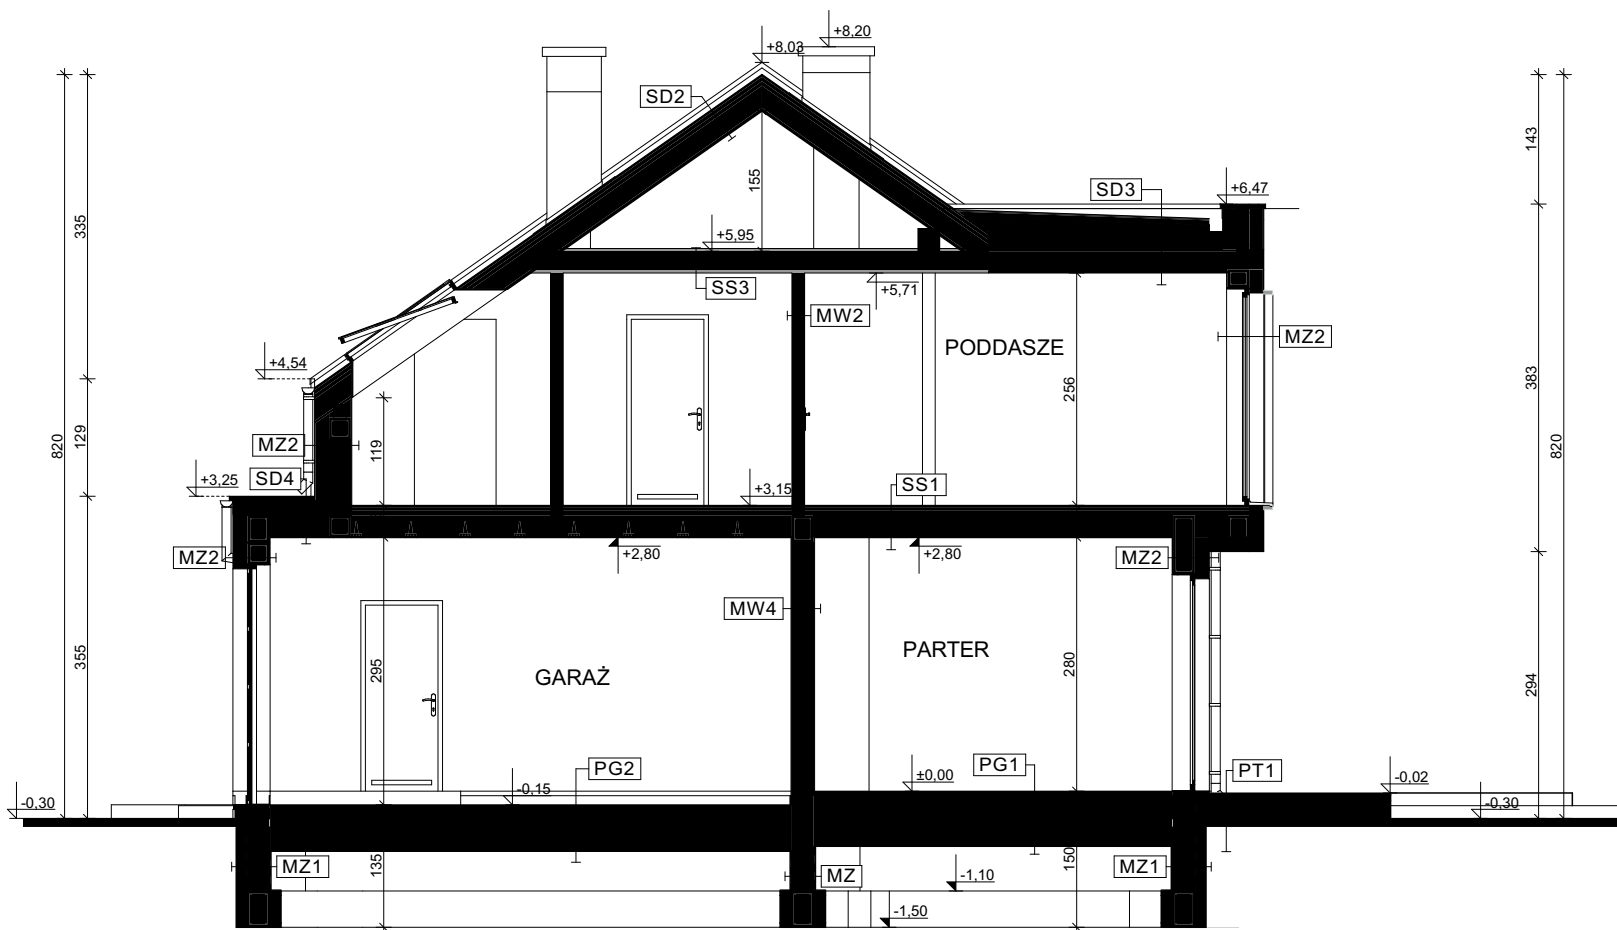 +8,20
+8,03
SD2
143
155
SD3
+6,47
335
+5,95
SS3
+5,71
MW2
PODDASZE
MZ2
+4,54
256
383
820
129
MZ2
119
820
SD4
+3,25
+3,15
SS1
MZ2
+2,80
+2,80
MZ2
MW4
355
295
GARAŻ
PARTER
280
294
PG2
±0,00
PG1
PT1
-0,02
-0,30
-0,15
-0,30
MZ1
135
MZ
-1,10
150
MZ1
-1,50